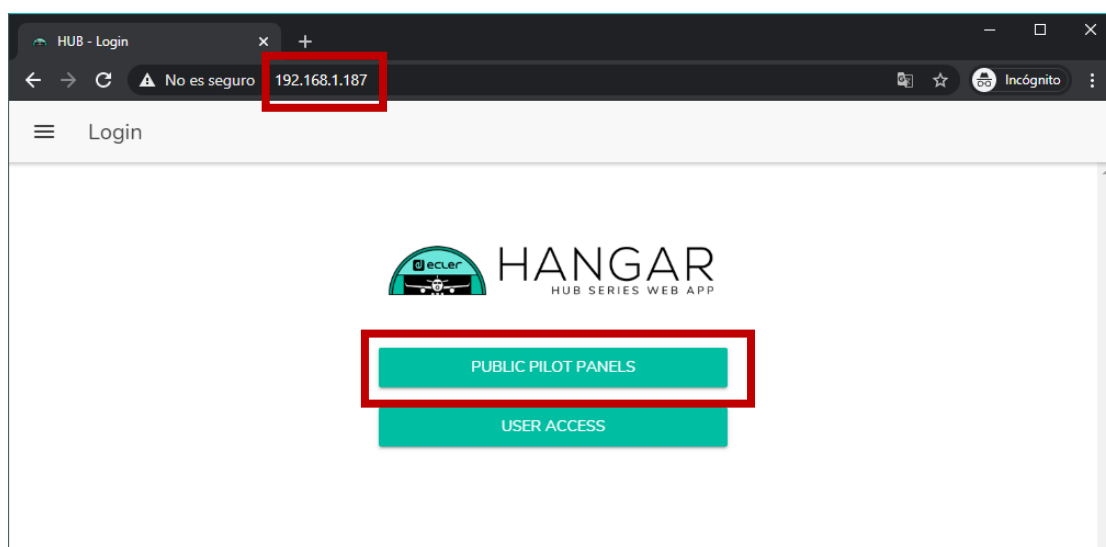 HUB - Login
No es seguro 192.168.1.187
Incógnito
Login
ecler
HANGAR
HUB SERIES WEB APP
PUBLIC PILOT PANELS
USER ACCESS